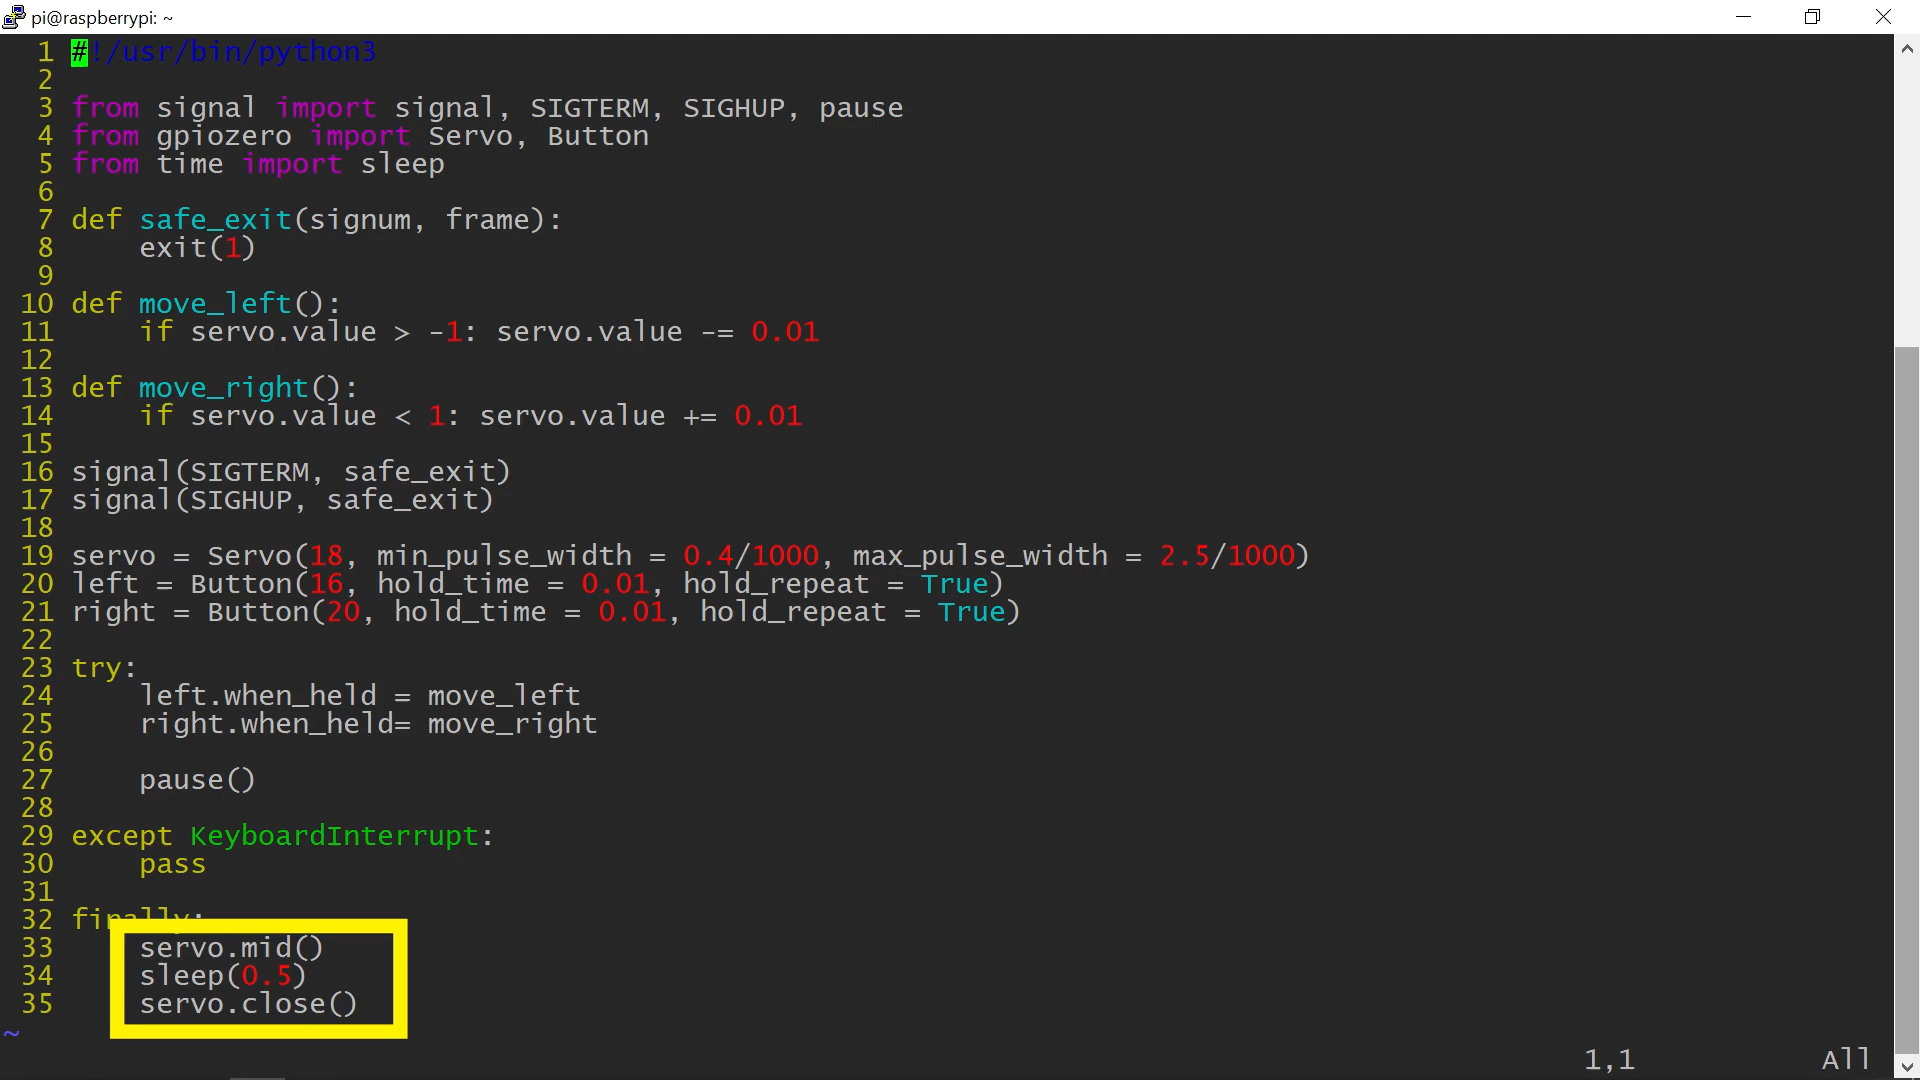 pi@raspberrypi: ~
1 #!/usr/bin/python3
2
3 from signal import signal, SIGTERM, SIGHUP, pause
4 from gpiozero import Servo, Button
5 from time import sleep
6
7 def safe_exit(signum, frame):
8     exit(1)
9
10 def move_left():
11     if servo.value > -1: servo.value -= 0.01
12
13 def move_right():
14     if servo.value < 1: servo.value += 0.01
15
16 signal(SIGTERM, safe_exit)
17 signal(SIGHUP, safe_exit)
18
19 servo = Servo(18, min_pulse_width = 0.4/1000, max_pulse_width = 2.5/1000)
20 left = Button(16, hold_time = 0.01, hold_repeat = True)
21 right = Button(20, hold_time = 0.01, hold_repeat = True)
22
23 try:
24     left.when_held = move_left
25     right.when_held= move_right
26
27     pause()
28
29 except KeyboardInterrupt:
30     pass
31
32 finally:
33     servo.mid()
34     sleep(0.5)
35     servo.close()
~
1,1 All